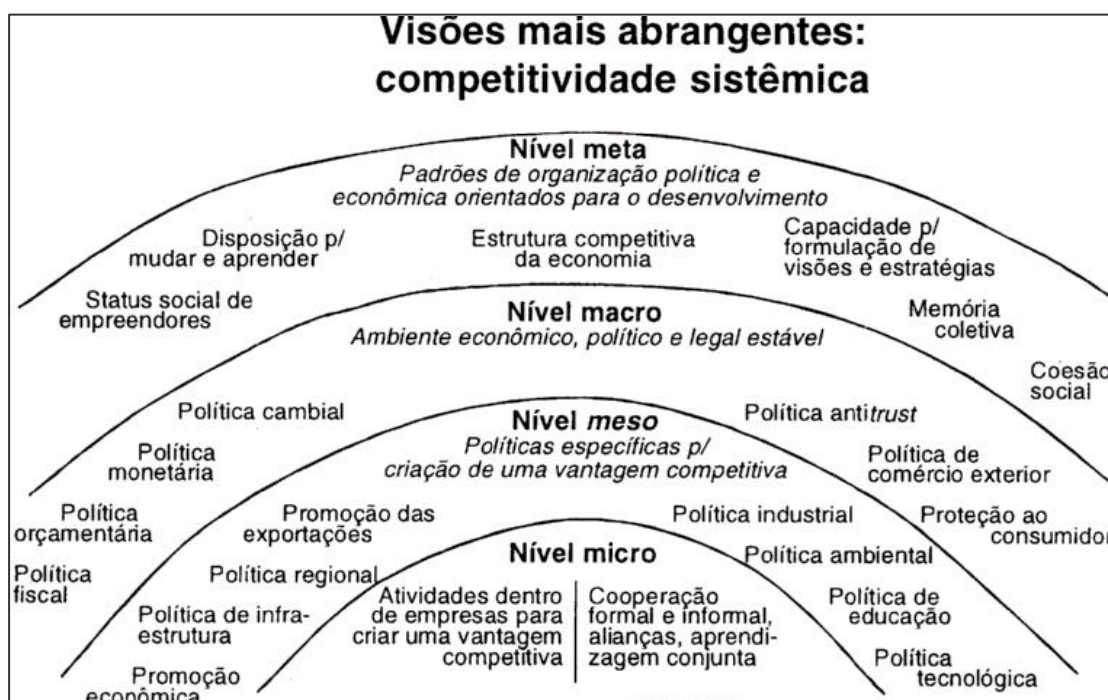 Visões mais abrangentes:
competitividade sistêmica
Nível meta
Padrões de organização política e
econômica orientados para o desenvolvimento
Disposição p/
mudar e aprender
Estrutura competitiva
da economia
Capacidade p/
formulação de
visões e estratégias
Status social de
empreendores
Memória
coletiva
Coesão
social
Nível macro
Ambiente econômico, político e legal estável
Política cambial
Política antitrust
Política
monetária
Política de
comércio exterior
Política
orçamentária
Proteção ao
consumidor
Política
fiscal
Nível meso
Políticas específicas p/
criação de uma vantagem competitiva
Promoção das
exportações
Política industrial
Política regional
Política ambiental
Política de infra-
estrutura
Política de
educação
Promoção
econômica
Política
tecnológica
Nível micro
Atividades dentro
de empresas para
criar uma vantagem
competitiva
Cooperação
formal e informal,
alianças, aprendi-
zagem conjunta